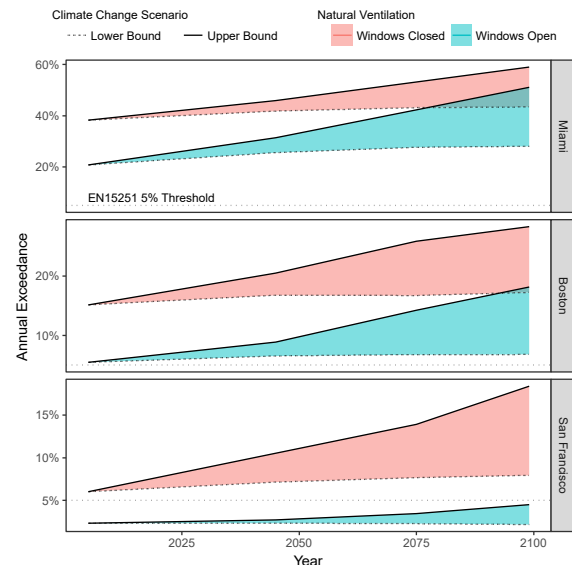 Climate Change Scenario
Natural Ventilation
Lower Bound
Upper Bound
Windows Closed
Windows Open
60%
40%
20%
EN15251 5% Threshold
Miami
Annual Exceedance
20%
10%
Boston
15%
10%
5%
San Francisco
2025
2050
2075
2100
Year